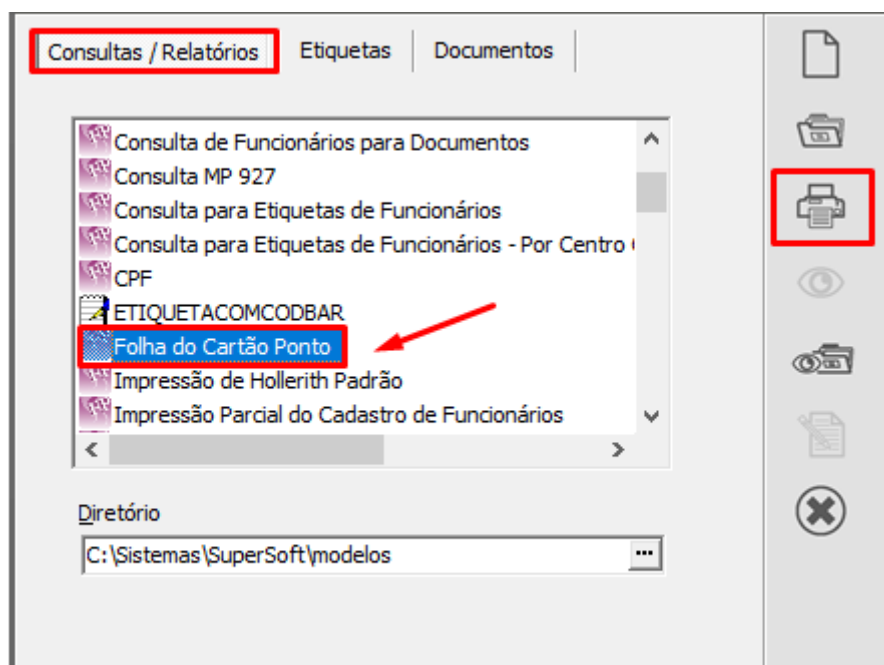 Consultas / Relatórios Etiquetas Documentos
Consulta de Funcionários para Documentos
Consulta MP 927
Consulta para Etiquetas de Funcionários
Consulta para Etiquetas de Funcionários - Por Centro
CPF
ETIQUETACOMCODBAR
Folha do Cartão Ponto
Impressão de Hollerith Padrão
Impressão Parcial do Cadastro de Funcionários
Diretório
C:\Sistemas\SuperSoft\modelos
...